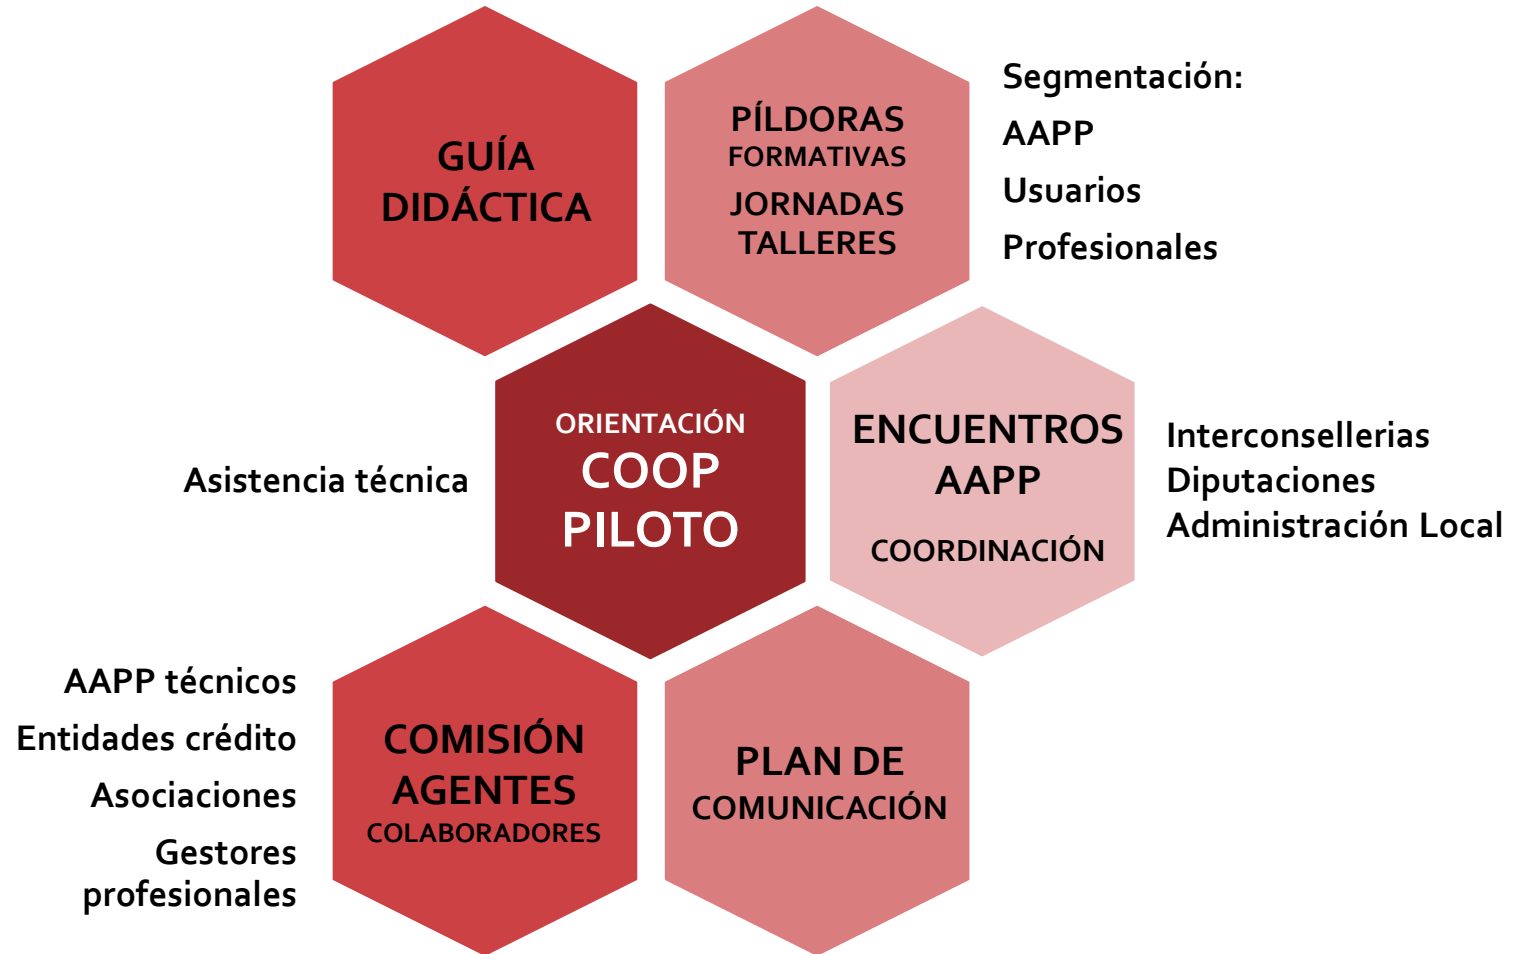 GUÍA
DIDÁCTICA
PÍLDORAS
FORMATIVAS
JORNADAS
TALLERES
Segmentación:
AAPP
Usuarios
Profesionales
Asistencia técnica
ORIENTACIÓN
COOP
PILOTO
ENCUENTROS
AAPP
COORDINACIÓN
Interconsellerias
Diputaciones
Administración Local
AAPP técnicos
Entidades crédito
Asociaciones
Gestores
profesionales
COMISIÓN
AGENTES
COLABORADORES
PLAN DE
COMUNICACIÓN